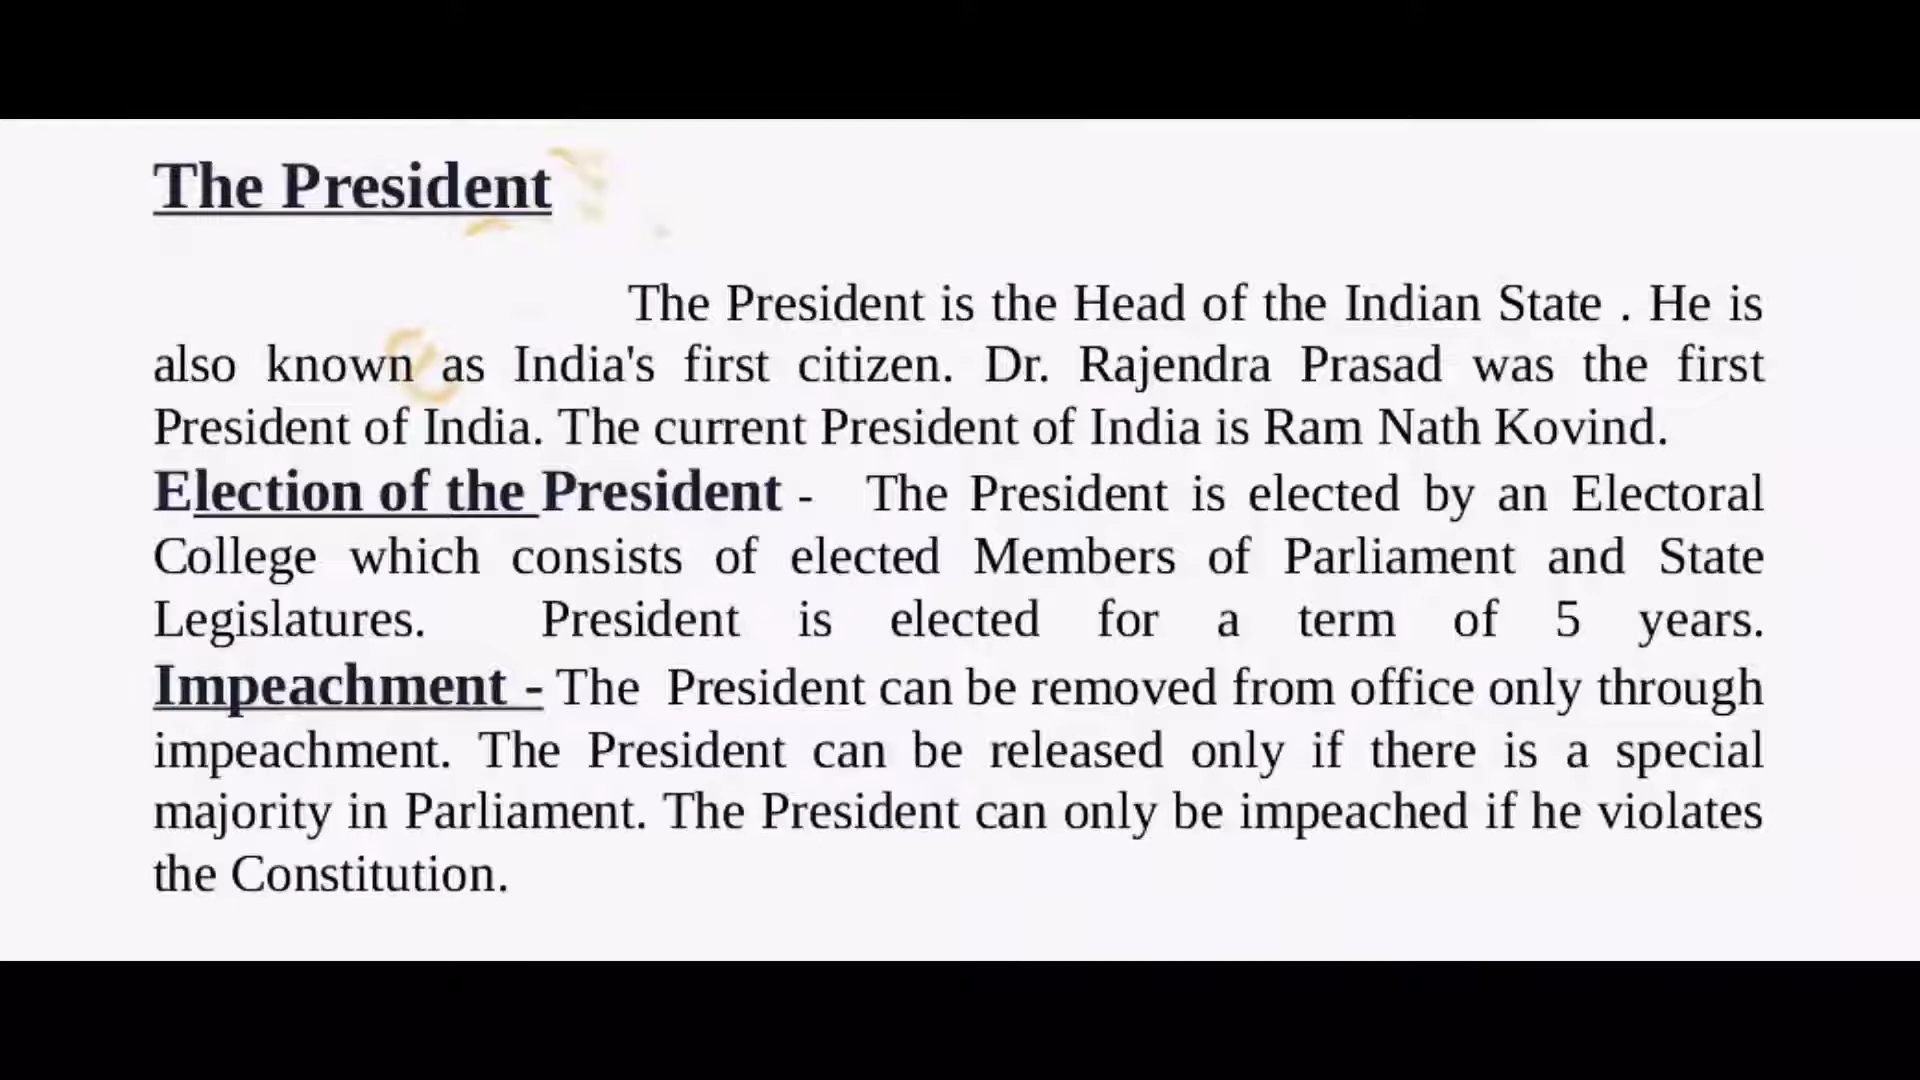 The President
The President is the Head of the Indian State . He is
also known as India's first citizen. Dr. Rajendra Prasad was the first
President of India. The current President of India is Ram Nath Kovind.
Election of the President - The President is elected by an Electoral
College which consists of elected Members of Parliament and State
Legislatures. President is elected for a term of 5 years.
Impeachment - The President can be removed from office only through
impeachment. The President can be released only if there is a special
majority in Parliament. The President can only be impeached if he violates
the Constitution.